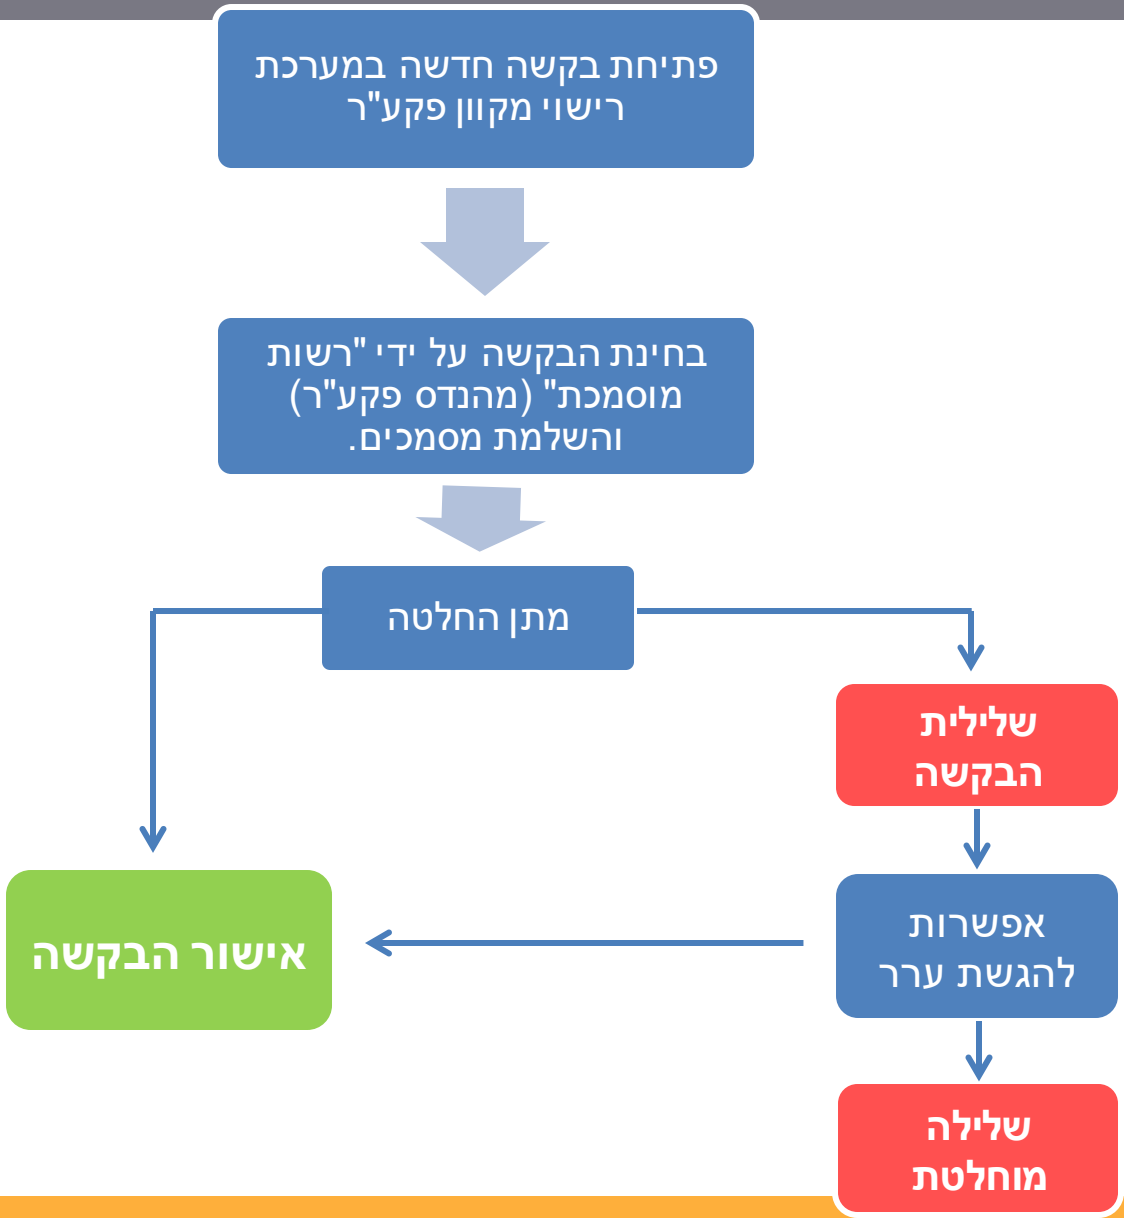 פתיחת בקשה חדשה במערכת
רישוי מקוון פקע"ר
בחינת הבקשה על ידי "רשות
מוסמכת" (מהנדס פקע"ר)
והשלמת מסמכים.
מתן החלטה
שלילית
הבקשה
אפשרות
להגשת ערר
אישור הבקשה
שלילה
מוחלטת